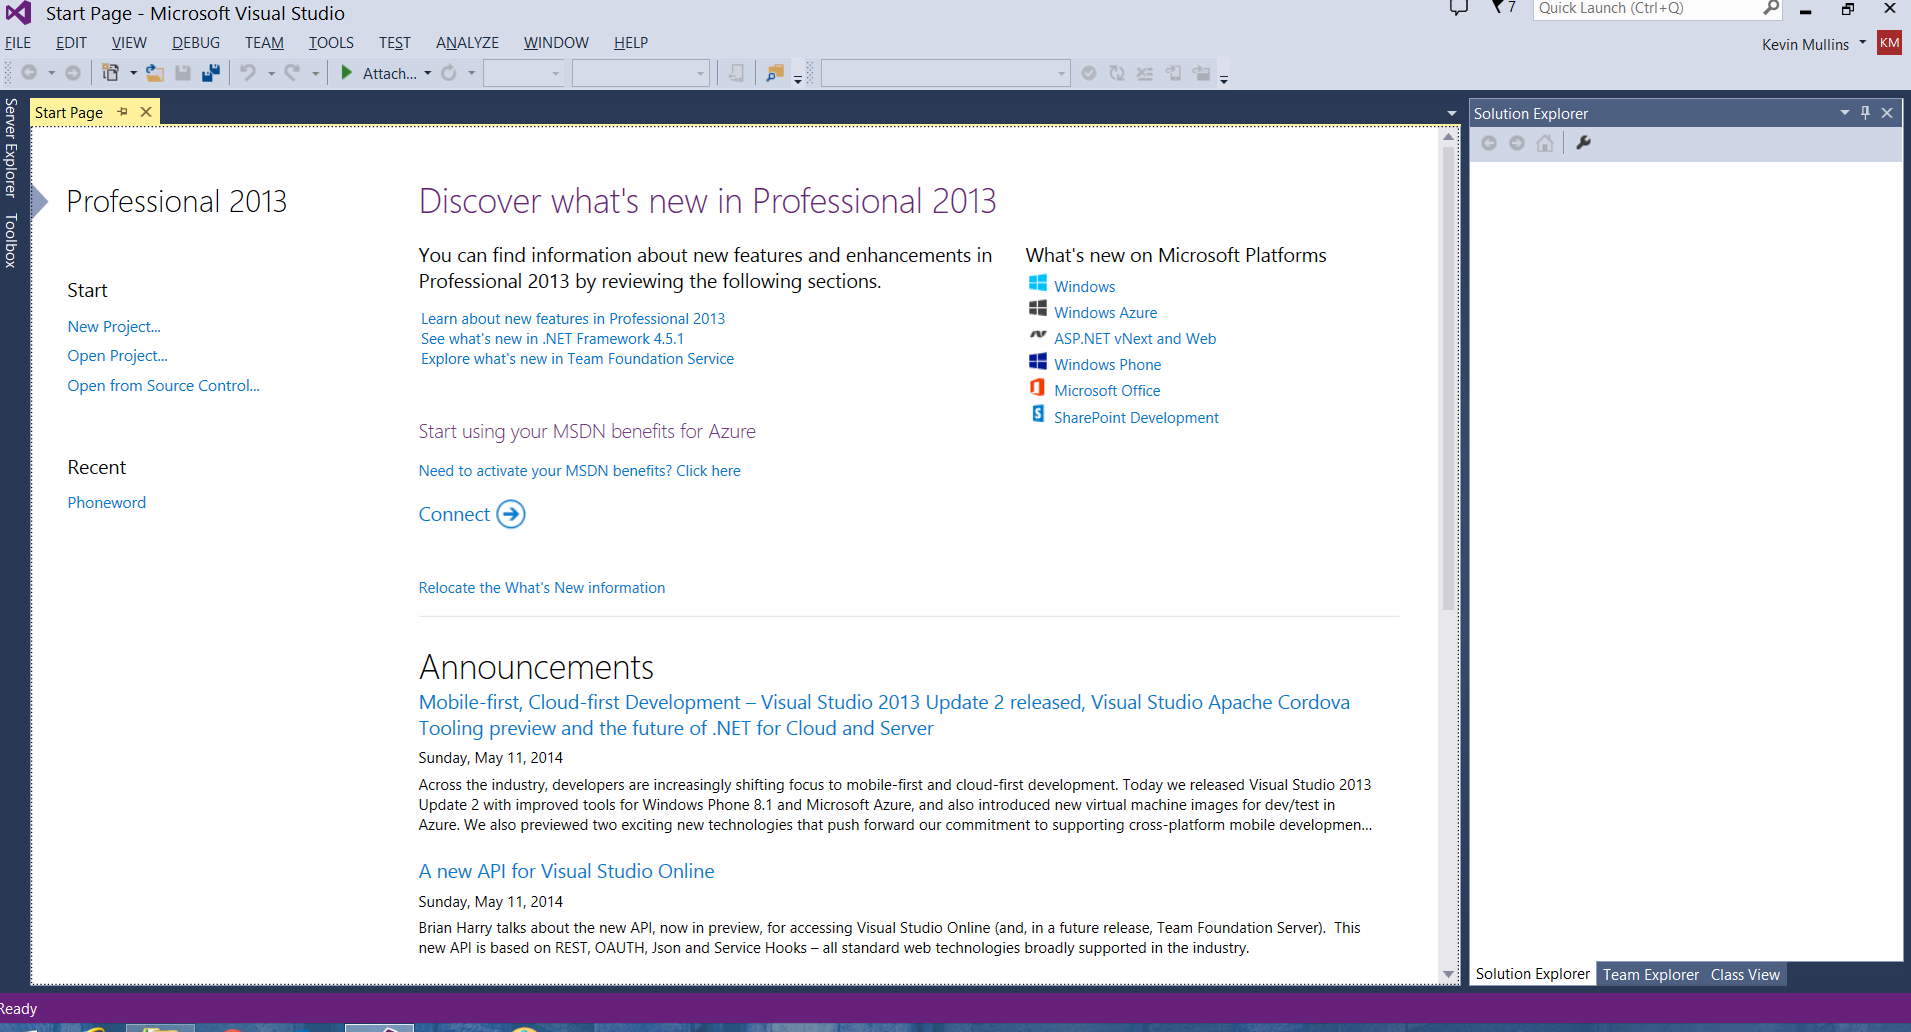 Start Page - Microsoft Visual Studio
7
Quick Launch (Ctrl+Q)
FILE EDIT VIEW DEBUG TEAM TOOLS TEST ANALYZE WINDOW HELP
Kevin Mullins
KM
Attach...
Server Explorer
Toolbox
Start Page
Solution Explorer
Professional 2013
Start
New Project...
Open Project...
Open from Source Control...
Recent
Phoneword
Discover what's new in Professional 2013
You can find information about new features and enhancements in
Professional 2013 by reviewing the following sections.
Learn about new features in Professional 2013
See what's new in .NET Framework 4.5.1
Explore what's new in Team Foundation Service
What's new on Microsoft Platforms
Windows
Windows Azure
ASP.NET vNext and Web
Windows Phone
Microsoft Office
SharePoint Development
Start using your MSDN benefits for Azure
Need to activate your MSDN benefits? Click here
Connect
Relocate the What's New information
Announcements
Mobile-first, Cloud-first Development – Visual Studio 2013 Update 2 released, Visual Studio Apache Cordova
Tooling preview and the future of .NET for Cloud and Server
Sunday, May 11, 2014
Across the industry, developers are increasingly shifting focus to mobile-first and cloud-first development. Today we released Visual Studio 2013
Update 2 with improved tools for Windows Phone 8.1 and Microsoft Azure, and also introduced new virtual machine images for dev/test in
Azure. We also previewed two exciting new technologies that push forward our commitment to supporting cross-platform mobile developmen...
A new API for Visual Studio Online
Sunday, May 11, 2014
Brian Harry talks about the new API, now in preview, for accessing Visual Studio Online (and, in a future release, Team Foundation Server). This
new API is based on REST, OAUTH, Json and Service Hooks – all standard web technologies broadly supported in the industry.
Solution Explorer Team Explorer Class View
Ready